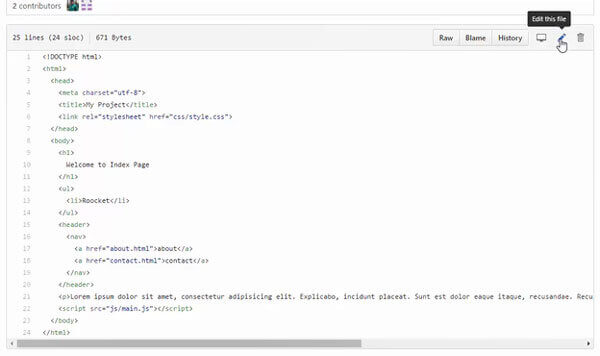 2 contributors
Edit this file
25 lines (24 sloc) 671 Bytes Raw Blame History
1 <!DOCTYPE html>
2 <html>
3 <head>
4 <meta charset="utf-8">
5 <title>My Project</title>
6 <link rel="stylesheet" href="css/style.css">
7 </head>
8 <body>
9 <h1>
10 Welcome to Index Page
11 </h1>
12 <ul>
13 <li>Roocket</li>
14 </ul>
15 <header>
16 <nav>
17 <a href="about.html">about</a>
18 <a href="contact.html">contact</a>
19 </nav>
20 </header>
21 <p>Lorem ipsum dolor sit amet, consectetur adipisicing elit. Explicabo, incidunt placeat. Sunt est dolor eaque itaque, recusandae. Recu
22 <script src="js/main.js"></script>
23 </body>
24 </html>